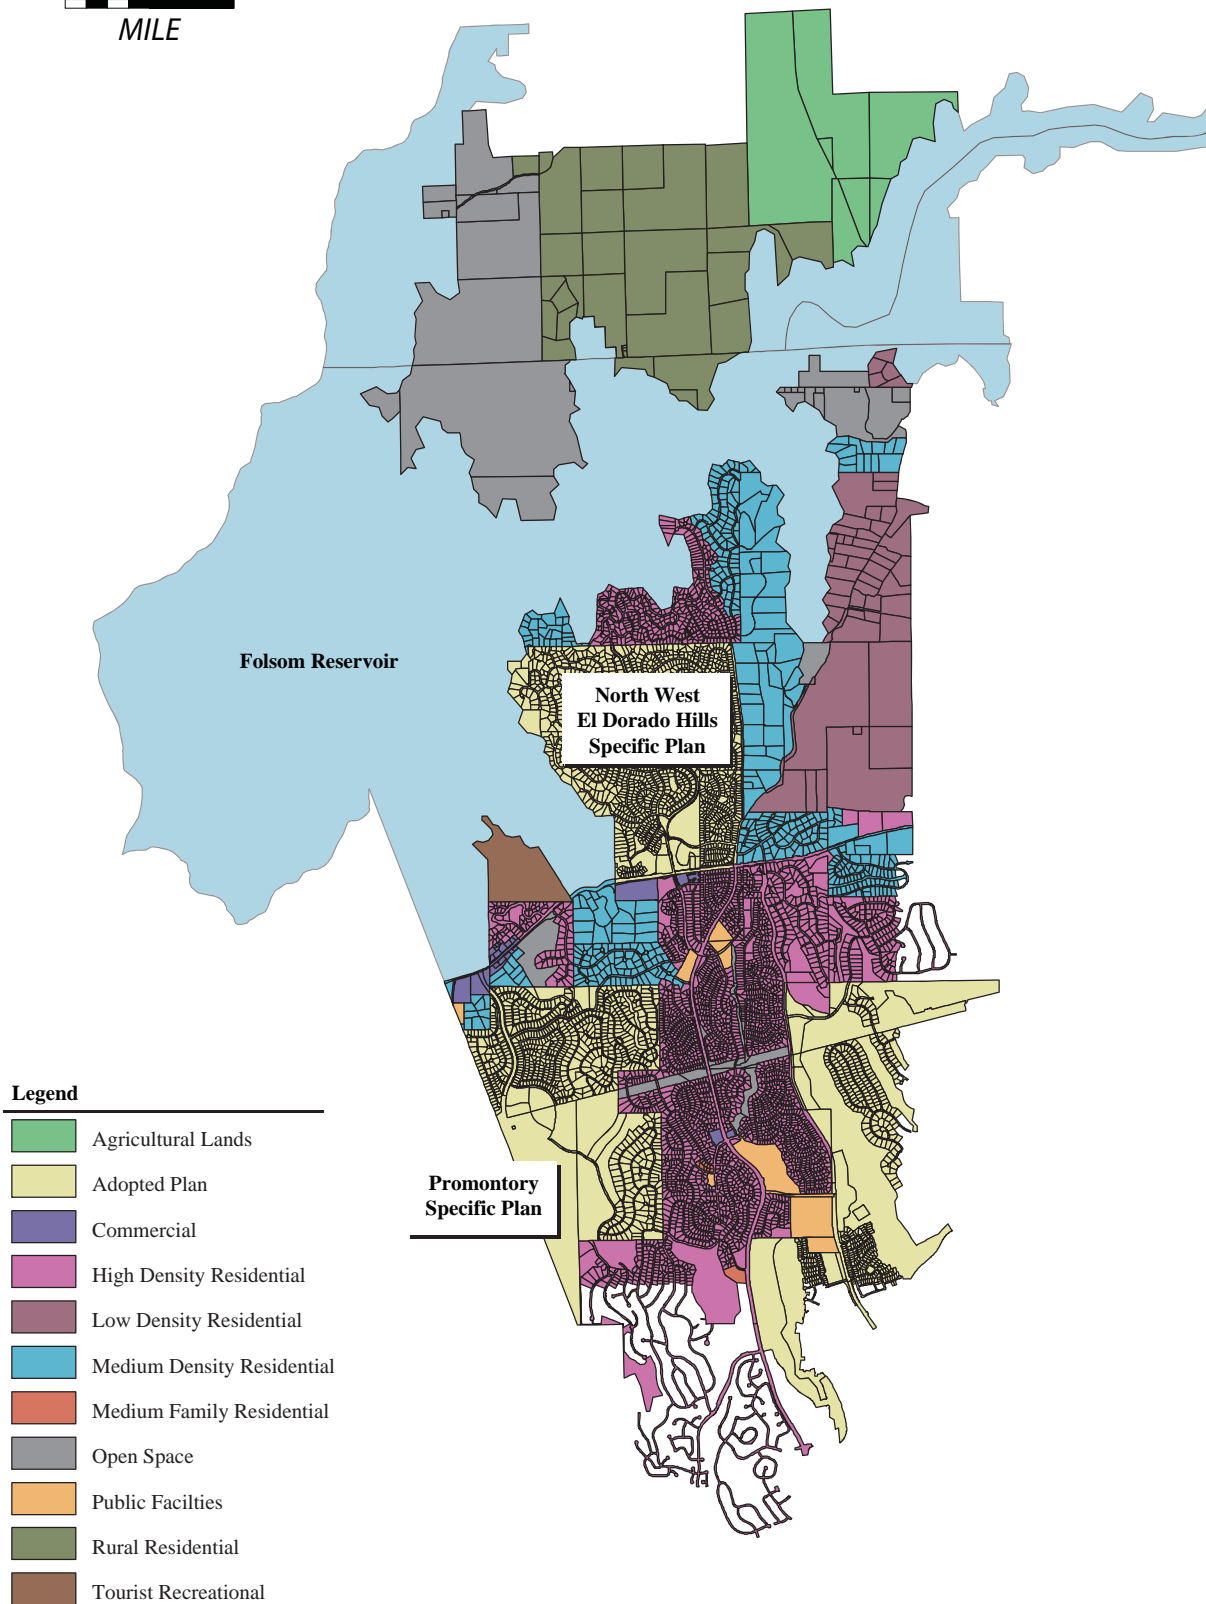 MILE
Folsom Reservoir
North West
El Dorado Hills
Specific Plan
Promontory
Specific Plan
Legend
Agricultural Lands
Adopted Plan
Commercial
High Density Residential
Low Density Residential
Medium Density Residential
Medium Family Residential
Open Space
Public Facilties
Rural Residential
Tourist Recreational